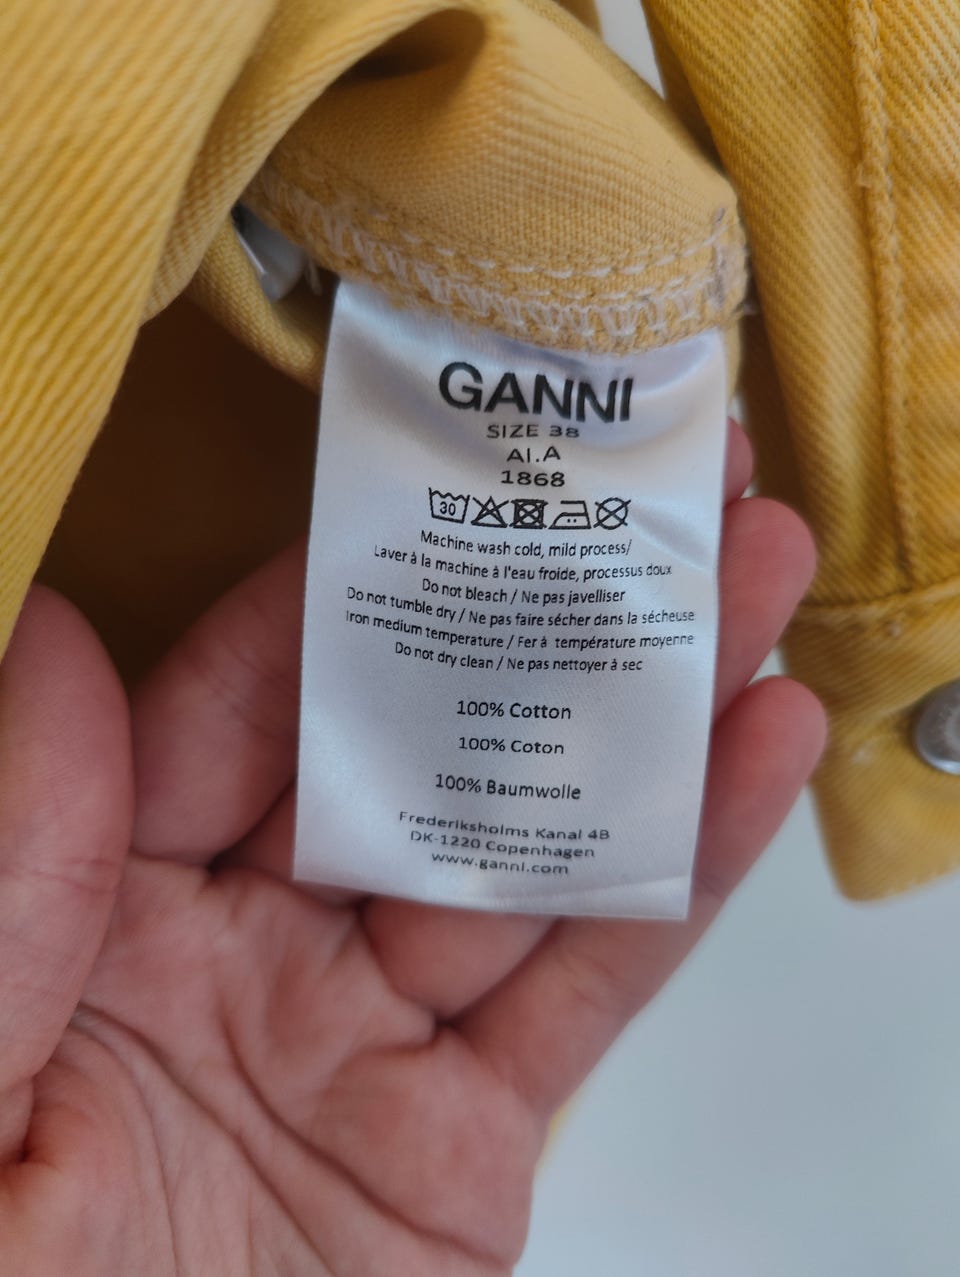 GANNI
SIZE 38
AI.A
1868
30
Machine wash cold, mild process/
Laver à la machine à l'eau froide, processus doux
Do not bleach / Ne pas javelliser
Do not tumble dry / Ne pas faire sécher dans la sécheuse
Iron medium temperature / Fer à température moyenne
Do not dry clean / Ne pas nettoyer à sec
100% Cotton
100% Coton
100% Baumwolle
Frederiksholms Kanal 4B
DK-1220 Copenhagen
www.ganni.com